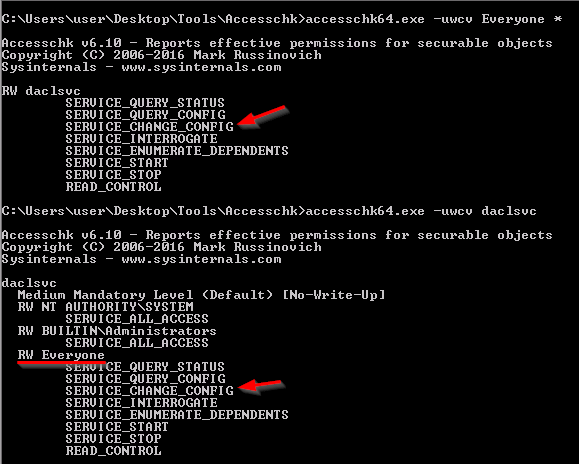 C:\Users\user\Desktop\Tools\Accesschk>accesschk64.exe -uwcv Everyone *
Accesschk v6.10 - Reports effective permissions for securable objects
Copyright (C) 2006-2016 Mark Russinovich
Sysinternals - www.sysinternals.com
RW daclsvc
SERVICE_QUERY_STATUS
SERVICE_QUERY_CONFIG
SERVICE_CHANGE_CONFIG
SERVICE_INTERROGATE
SERVICE_ENUMERATE_DEPENDENTS
SERVICE_START
SERVICE_STOP
READ_CONTROL
C:\Users\user\Desktop\Tools\Accesschk>accesschk64.exe -uwcv daclsvc
Accesschk v6.10 - Reports effective permissions for securable objects
Copyright (C) 2006-2016 Mark Russinovich
Sysinternals - www.sysinternals.com
daclsvc
Medium Mandatory Level (Default) [No-Write-Up]
RW NT AUTHORITY\SYSTEM
SERVICE_ALL_ACCESS
RW BUILTIN\Administrators
SERVICE_ALL_ACCESS
RW Everyone
SERVICE_QUERY_STATUS
SERVICE_QUERY_CONFIG
SERVICE_CHANGE_CONFIG
SERVICE_INTERROGATE
SERVICE_ENUMERATE_DEPENDENTS
SERVICE_START
SERVICE_STOP
READ_CONTROL